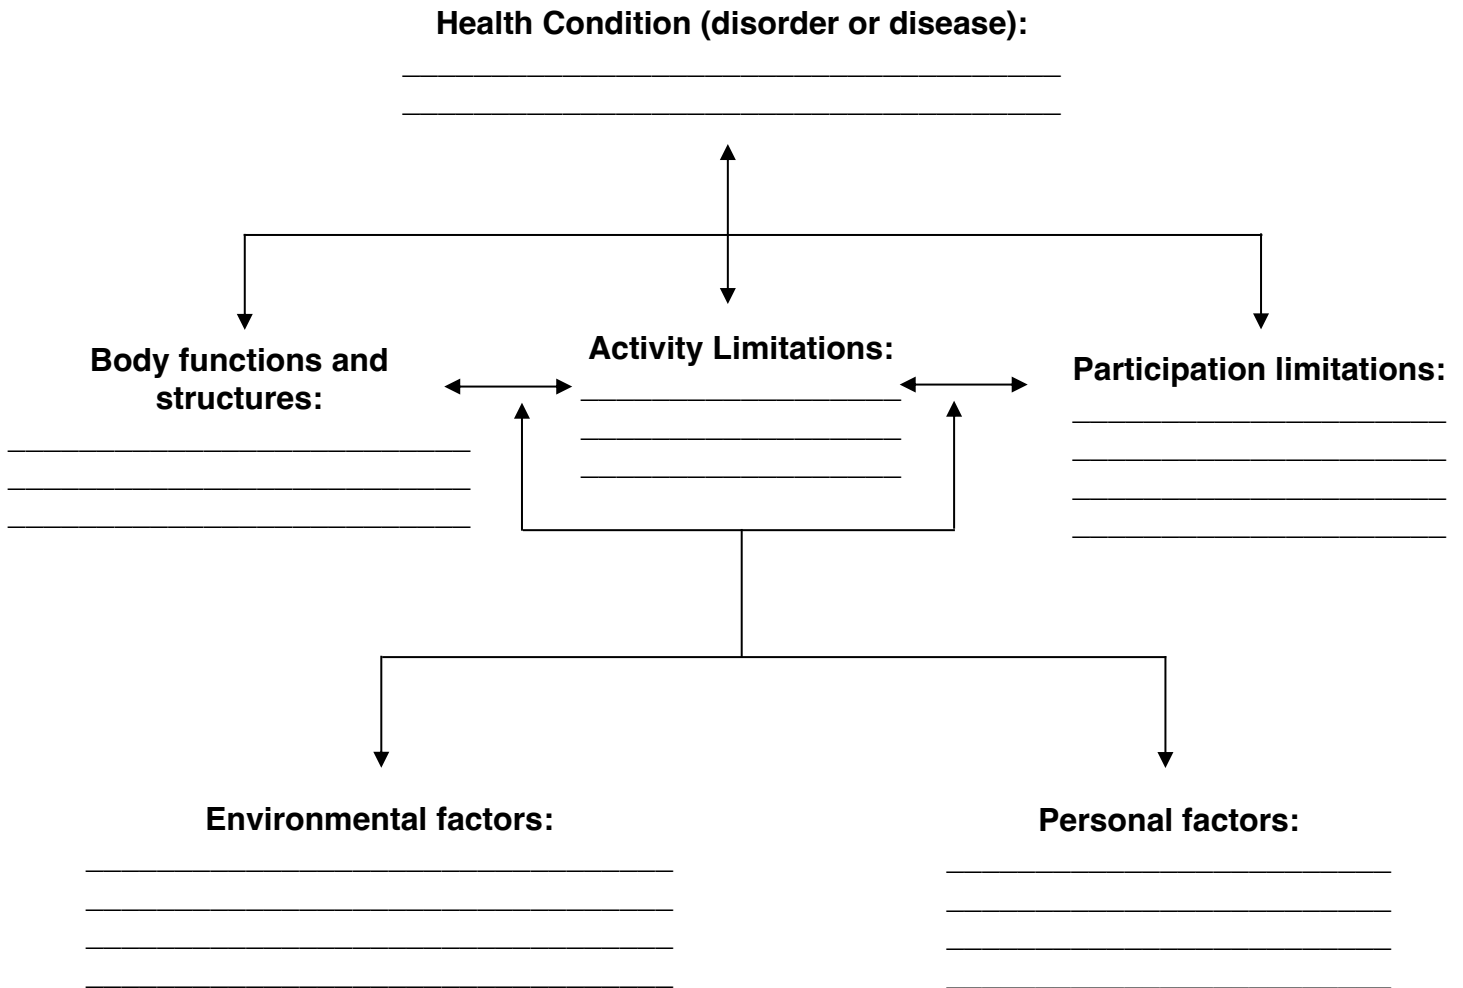 Health Condition (disorder or disease):
Body functions and
structures:
Activity Limitations:
Participation limitations:
Environmental factors:
Personal factors: